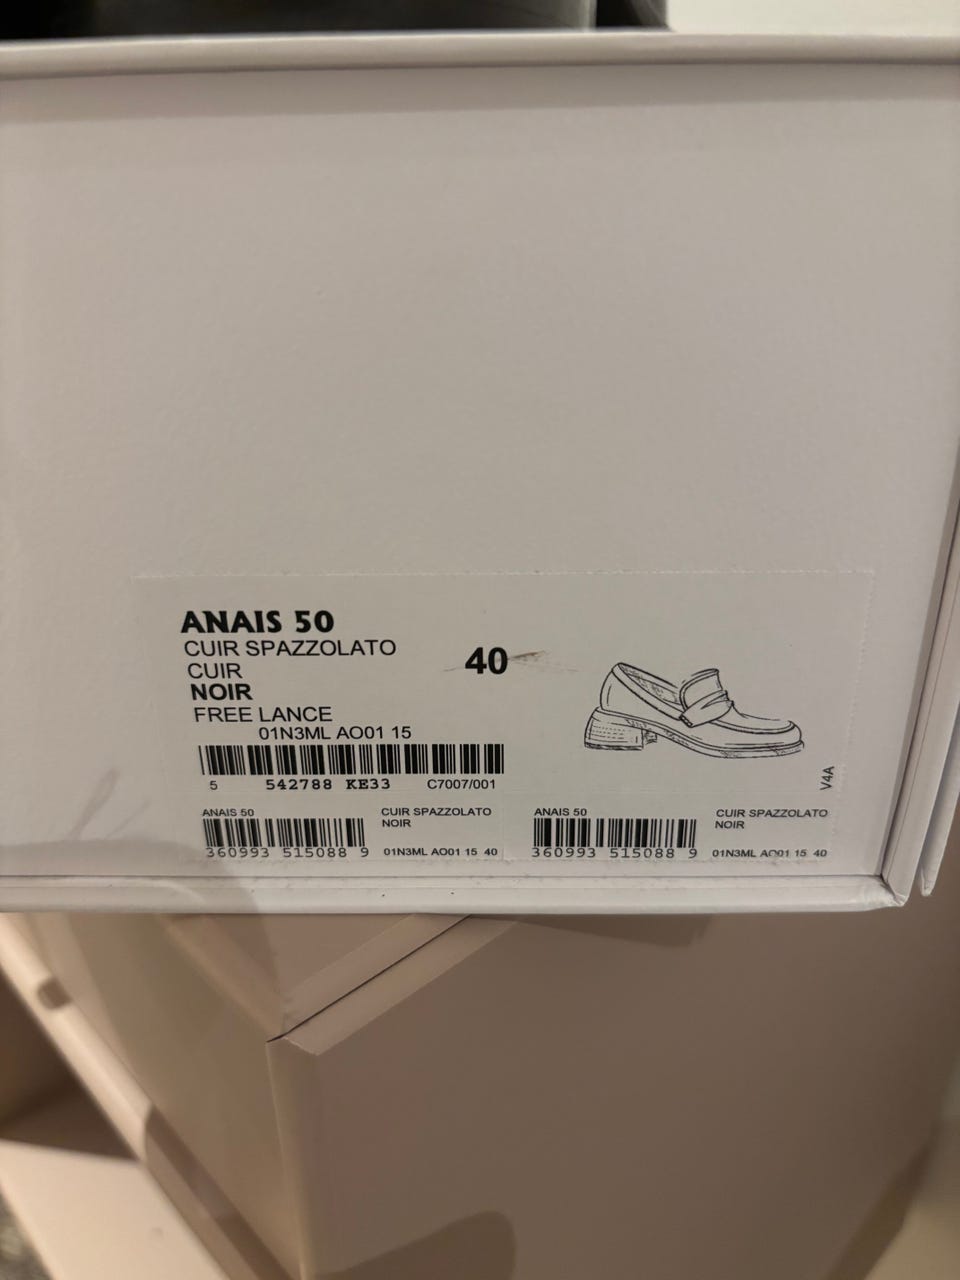 ANAIS 50
CUIR SPAZZOLATO
CUIR
NOIR
FREE LANCE
01N3ML AO01 15
40
5 542788 KE33 C7007/001
V4A
ANAIS 50
CUIR SPAZZOLATO
NOIR
360993 515088 9
01N3ML AO01 15 40
ANAIS 50
CUIR SPAZZOLATO
NOIR
360993 515088 9
01N3ML AO01 15 40